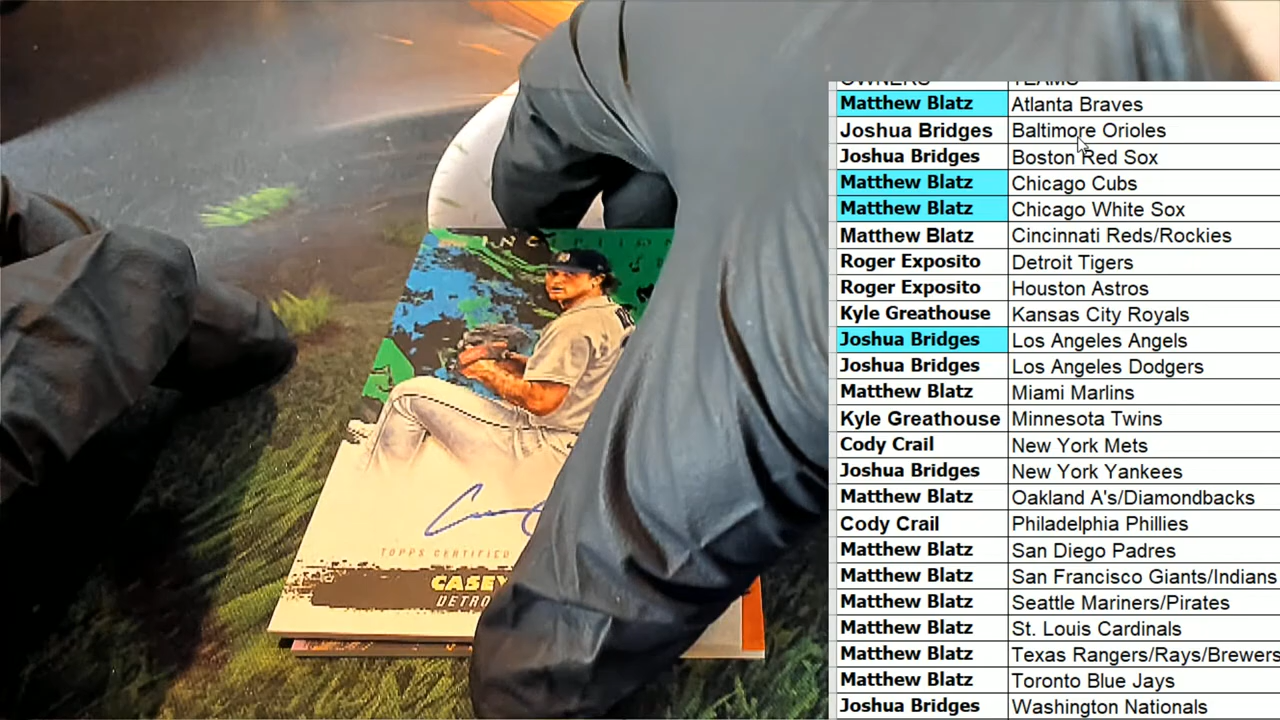 OWNERS TEAMS
Matthew Blatz Atlanta Braves
Joshua Bridges Baltimore Orioles
Joshua Bridges Boston Red Sox
Matthew Blatz Chicago Cubs
Matthew Blatz Chicago White Sox
Matthew Blatz Cincinnati Reds/Rockies
Roger Exposito Detroit Tigers
Roger Exposito Houston Astros
Kyle Greathouse Kansas City Royals
Joshua Bridges Los Angeles Angels
Joshua Bridges Los Angeles Dodgers
Matthew Blatz Miami Marlins
Kyle Greathouse Minnesota Twins
Cody Crail New York Mets
Joshua Bridges New York Yankees
Matthew Blatz Oakland A's/Diamondbacks
Cody Crail Philadelphia Phillies
Matthew Blatz San Diego Padres
Matthew Blatz San Francisco Giants/Indians
Matthew Blatz Seattle Mariners/Pirates
Matthew Blatz St. Louis Cardinals
Matthew Blatz Texas Rangers/Rays/Brewers
Matthew Blatz Toronto Blue Jays
Joshua Bridges Washington Nationals
INCEPTION
TOPPS CERTIFIED
CASEY
DETRO